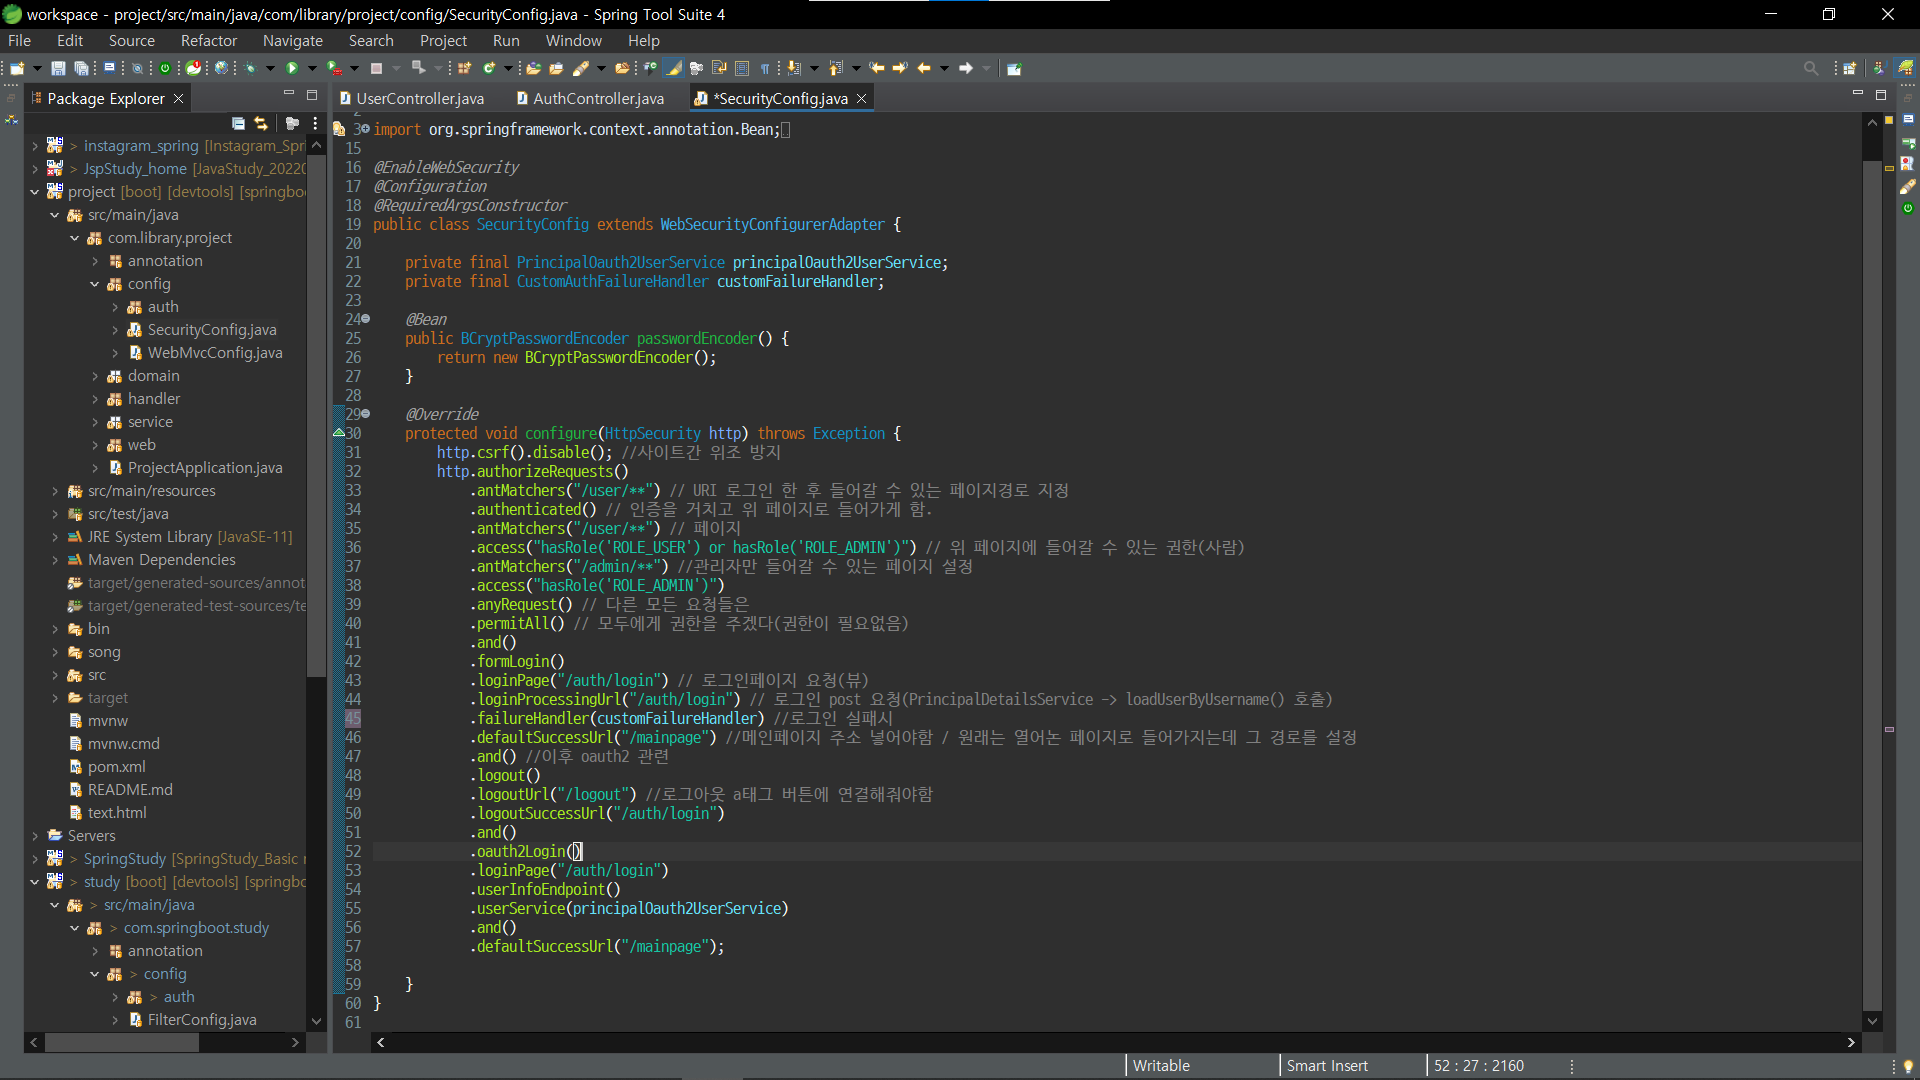 workspace - project/src/main/java/com/library/project/config/SecurityConfig.java - Spring Tool Suite 4
File Edit Source Refactor Navigate Search Project Run Window Help
Package Explorer
UserController.java AuthController.java *SecurityConfig.java
> instagram_spring [Instagram_Spri
> JspStudy_home [JavaStudy_2022
project [boot] [devtools] [springbo
src/main/java
com.library.project
annotation
config
auth
SecurityConfig.java
WebMvcConfig.java
domain
handler
service
web
ProjectApplication.java
src/main/resources
src/test/java
JRE System Library [JavaSE-11]
Maven Dependencies
target/generated-sources/annot
target/generated-test-sources/te
bin
song
src
target
mvnw
mvnw.cmd
pom.xml
README.md
text.html
Servers
> SpringStudy [SpringStudy_Basic
> study [boot] [devtools] [springbo
> src/main/java
> com.springboot.study
annotation
> config
> auth
FilterConfig.java
3 import org.springframework.context.annotation.Bean;
15
16 @EnableWebSecurity
17 @Configuration
18 @RequiredArgsConstructor
19 public class SecurityConfig extends WebSecurityConfigurerAdapter {
20
21 private final PrincipalOauth2UserService principalOauth2UserService;
22 private final CustomAuthFailureHandler customFailureHandler;
23
24 @Bean
25 public BCryptPasswordEncoder passwordEncoder() {
26 return new BCryptPasswordEncoder();
27 }
28
29 @Override
30 protected void configure(HttpSecurity http) throws Exception {
31 http.csrf().disable(); //사이트간 위조 방지
32 http.authorizeRequests()
33 .antMatchers("/user/**") // URI 로그인 한 후 들어갈 수 있는 페이지경로 지정
34 .authenticated() // 인증을 거치고 위 페이지로 들어가게 함.
35 .antMatchers("/user/**") // 페이지
36 .access("hasRole('ROLE_USER') or hasRole('ROLE_ADMIN')") // 위 페이지에 들어갈 수 있는 권한(사람)
37 .antMatchers("/admin/**") //관리자만 들어갈 수 있는 페이지 설정
38 .access("hasRole('ROLE_ADMIN')")
39 .anyRequest() // 다른 모든 요청들은
40 .permitAll() // 모두에게 권한을 주겠다(권한이 필요없음)
41 .and()
42 .formLogin()
43 .loginPage("/auth/login") // 로그인페이지 요청(뷰)
44 .loginProcessingUrl("/auth/login") // 로그인 post 요청(PrincipalDetailsService -> loadUserByUsername() 호출)
45 .failureHandler(customFailureHandler) //로그인 실패시
46 .defaultSuccessUrl("/mainpage") //메인페이지 주소 넣어야함 / 원래는 열어논 페이지로 들어가지는데 그 경로를 설정
47 .and() //이후 oauth2 관련
48 .logout()
49 .logoutUrl("/logout") //로그아웃 a태그 버튼에 연결해줘야함
50 .logoutSuccessUrl("/auth/login")
51 .and()
52 .oauth2Login()
53 .loginPage("/auth/login")
54 .userInfoEndpoint()
55 .userService(principalOauth2UserService)
56 .and()
57 .defaultSuccessUrl("/mainpage");
58
59 }
60 }
61
Writable Smart Insert 52 : 27 : 2160